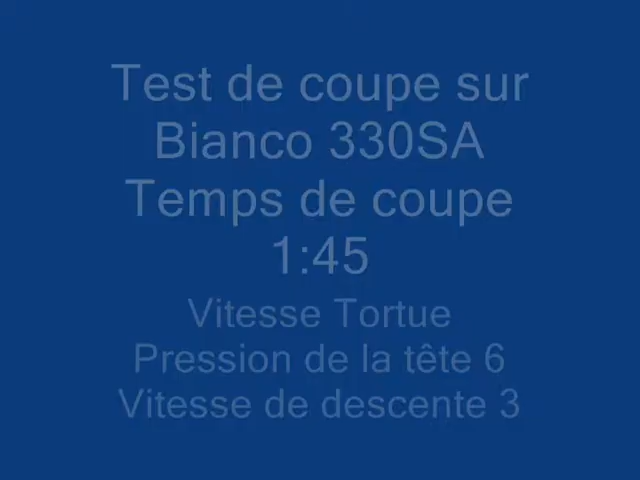 Test de coupe sur
Bianco 330SA
Temps de coupe
1:45
Vitesse Tortue
Pression de la tête 6
Vitesse de descente 3